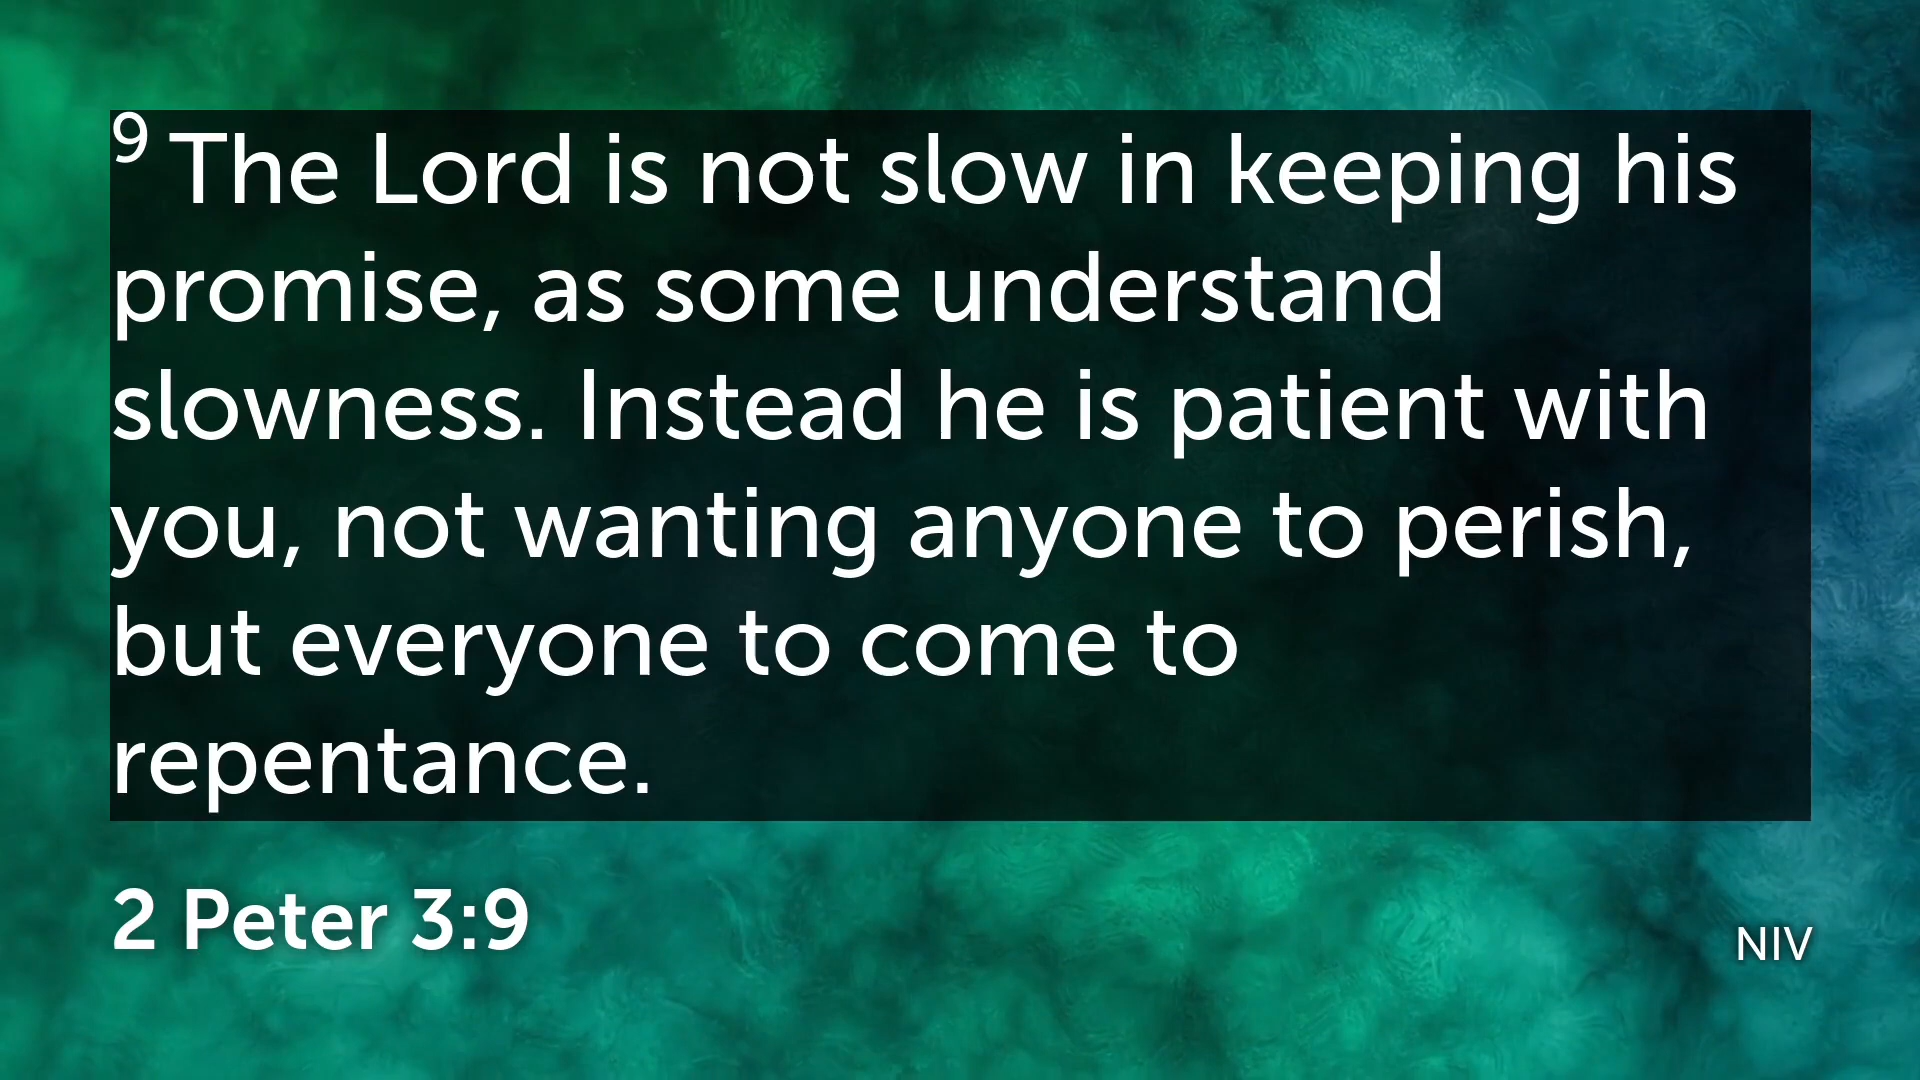 9 The Lord is not slow in keeping his
promise, as some understand
slowness. Instead he is patient with
you, not wanting anyone to perish,
but everyone to come to
repentance.
2 Peter 3:9
NIV